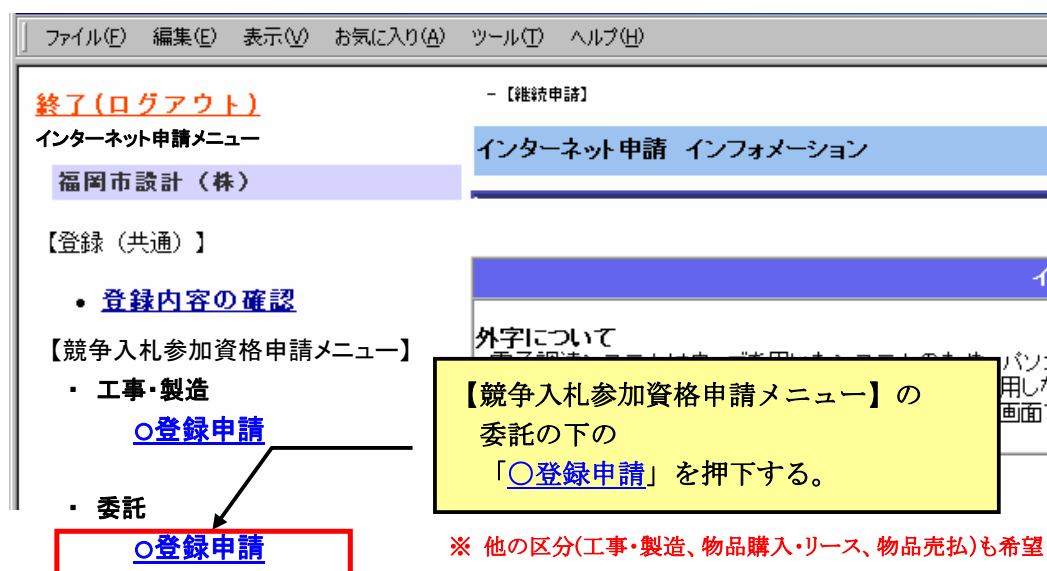 ファイル(F) 編集(E) 表示(V) お気に入り(A) ツール(T) ヘルプ(H)
終了(ログアウト)
インターネット申請メニュー
福岡市設計（株）
【登録（共通）】
• 登録内容の確認
【競争入札参加資格申請メニュー】
・ 工事・製造
○登録申請
・ 委託
○登録申請
－【継続申請】
インターネット申請 インフォメーション
外字について
【競争入札参加資格申請メニュー】の
委託の下の
「○登録申請」を押下する。
※ 他の区分(工事・製造、物品購入・リース、物品売払)も希望